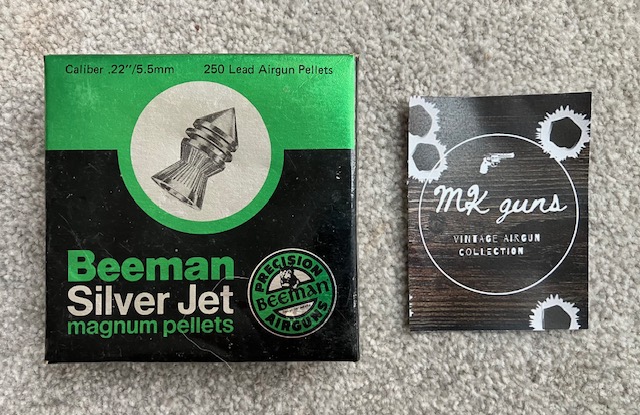 Caliber .22"/5.5mm 250 Lead Airgun Pellets
Beeman
Silver Jet
magnum pellets
PRECISION
BEEMAN
AIRGUNS
MK guns
VINTAGE AIRGUN
COLLECTION